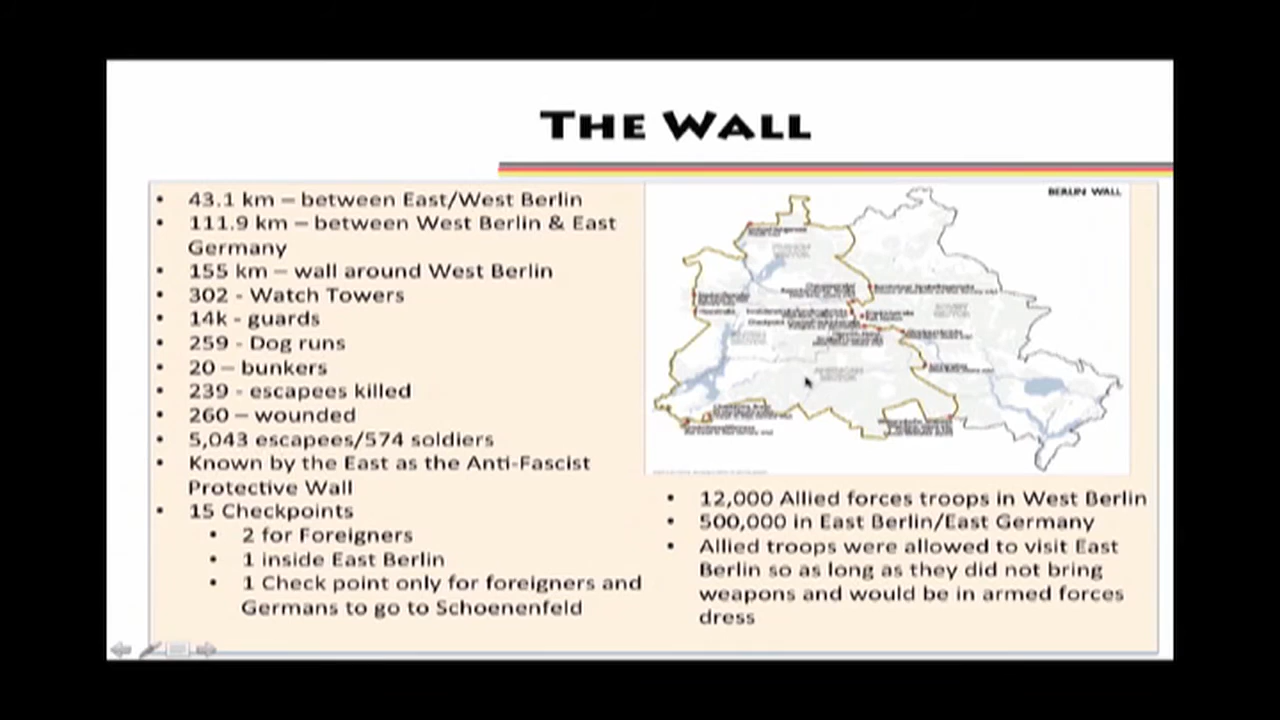 THE WALL
• 43.1 km – between East/West Berlin
• 111.9 km – between West Berlin & East
Germany
• 155 km – wall around West Berlin
• 302 - Watch Towers
• 14k - guards
• 259 - Dog runs
• 20 – bunkers
• 239 - escapees killed
• 260 – wounded
• 5,043 escapees/574 soldiers
• Known by the East as the Anti-Fascist
Protective Wall
• 15 Checkpoints
• 2 for Foreigners
• 1 inside East Berlin
• 1 Check point only for foreigners and
Germans to go to Schoenenfeld
BERLIN WALL
• 12,000 Allied forces troops in West Berlin
• 500,000 in East Berlin/East Germany
• Allied troops were allowed to visit East
Berlin so as long as they did not bring
weapons and would be in armed forces
dress